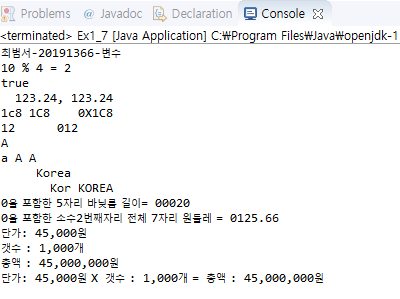 Problems @ Javadoc Declaration Console
<terminated> Ex1_7 [Java Application] C:₩Program Files₩Java₩openjdk-1
최범서-20191366-변수
10 % 4 = 2
true
123.24, 123.24
1c8 1C8 0X1C8
12 012
A
a A A
Korea
Kor KOREA
0을 포함한 5자리 바닞름 길이= 00020
0을 포함한 소수2번째자리 전체 7자리 원들레 = 0125.66
단가: 45,000원
갯수 : 1,000개
총액 : 45,000,000원
단가: 45,000원 X 갯수 : 1,000개 = 총액 : 45,000,000원